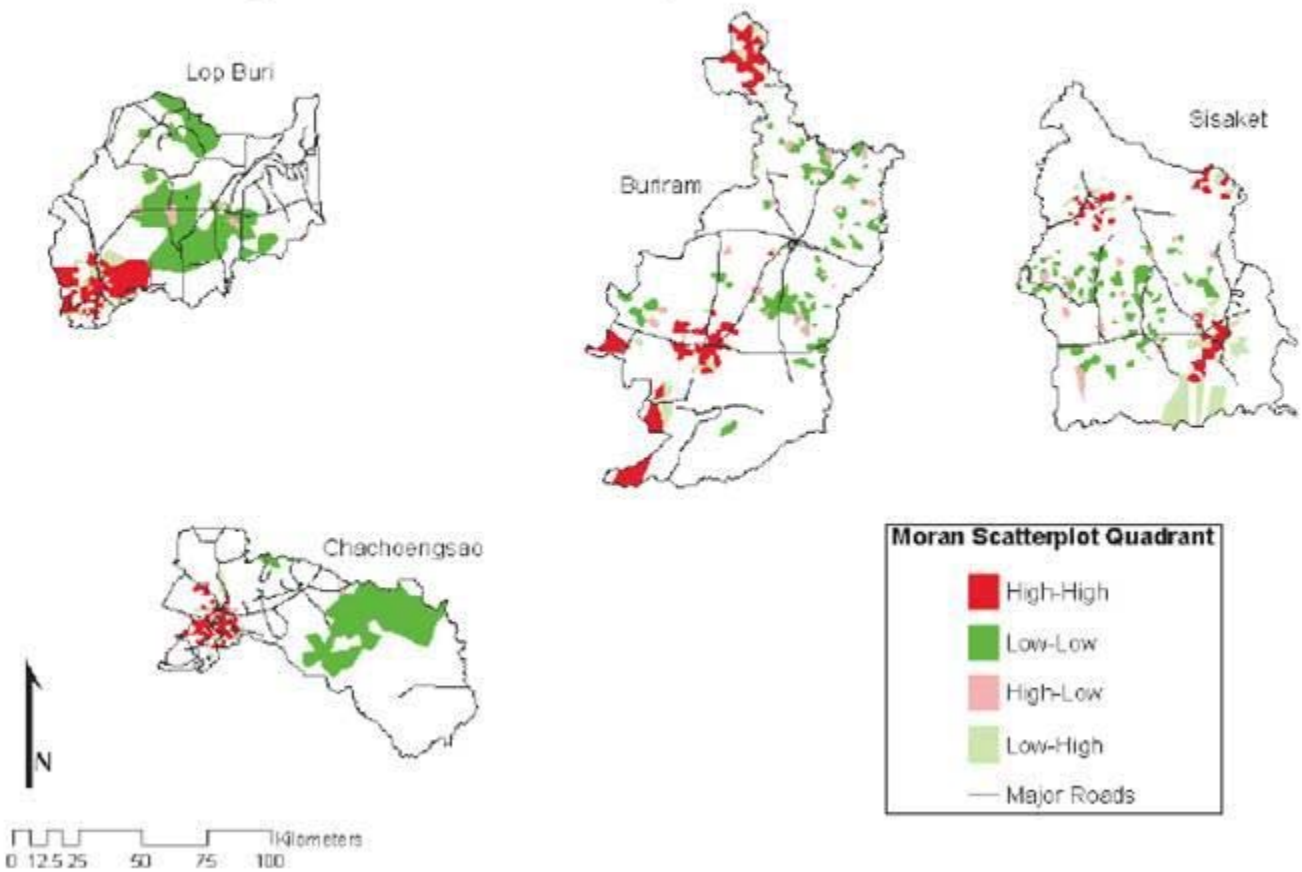 Lop Buri
Buriram
Sisaket
Chachoengsao
Moran Scatterplot Quadrant
High-High
Low-Low
High-Low
Low-High
Major Roads
N
Kilometers
0 12.5 25 50 75 100